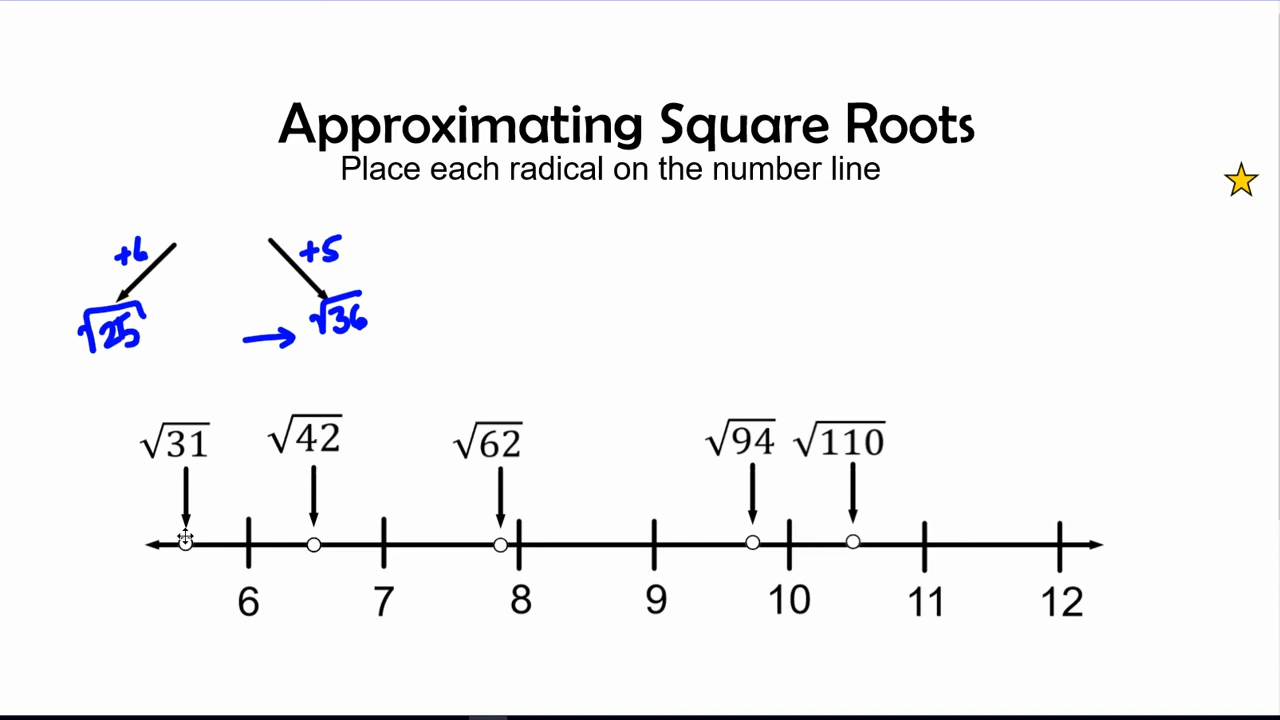 Approximating Square Roots
Place each radical on the number line
+6 +5
√25 → √36
√31 √42 √62 √94 √110
6 7 8 9 10 11 12